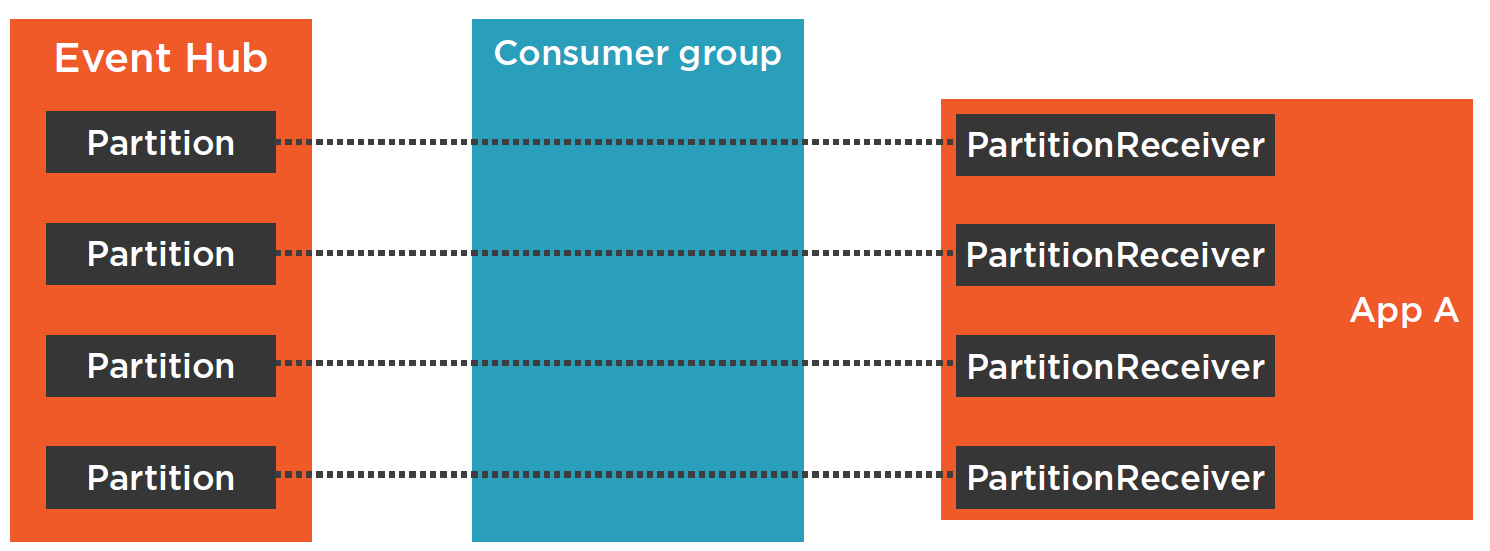 Event Hub
Consumer group
Partition
PartitionReceiver
Partition
PartitionReceiver
App A
Partition
PartitionReceiver
Partition
PartitionReceiver